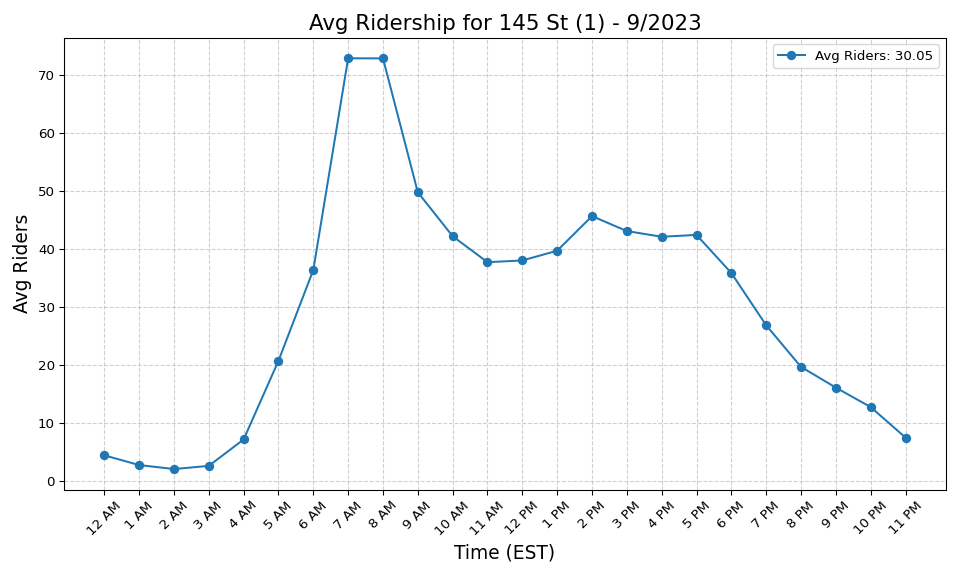 Avg Ridership for 145 St (1) - 9/2023
Avg Riders: 30.05
Avg Riders
70
60
50
40
30
20
10
0
12 AM
1 AM
2 AM
3 AM
4 AM
5 AM
6 AM
7 AM
8 AM
9 AM
10 AM
11 AM
12 PM
1 PM
2 PM
3 PM
4 PM
5 PM
6 PM
7 PM
8 PM
9 PM
10 PM
11 PM
Time (EST)